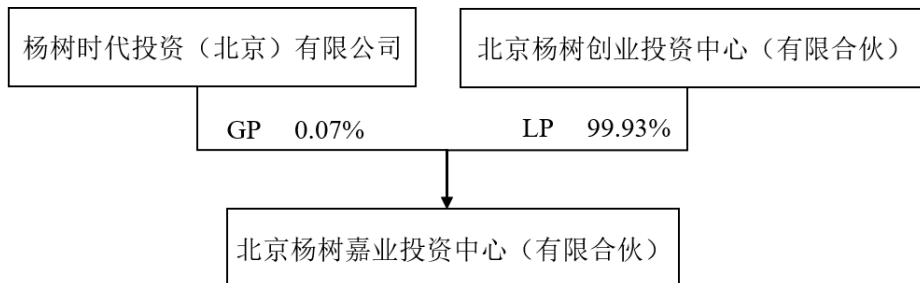 杨树时代投资（北京）有限公司
北京杨树创业投资中心（有限合伙）
GP 0.07%
LP 99.93%
北京杨树嘉业投资中心（有限合伙）